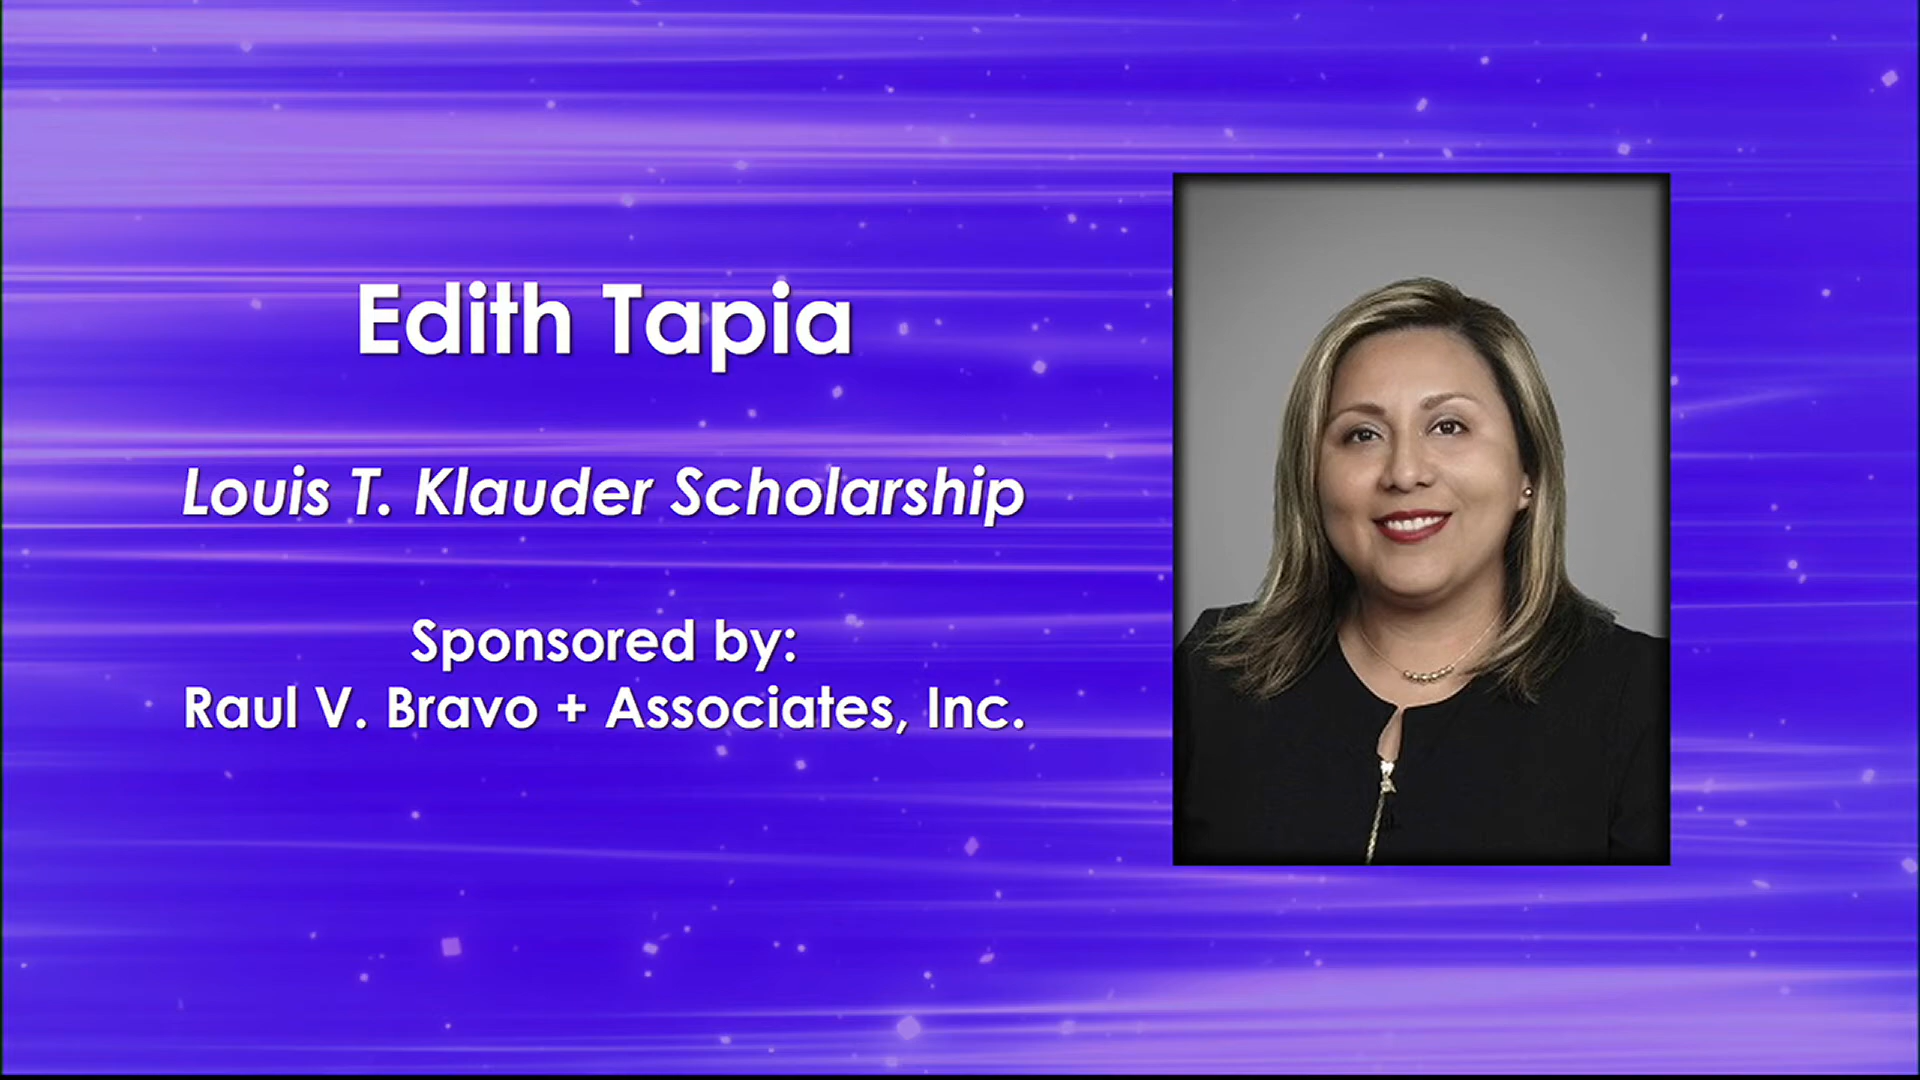 Edith Tapia
Louis T. Klauder Scholarship
Sponsored by:
Raul V. Bravo + Associates, Inc.